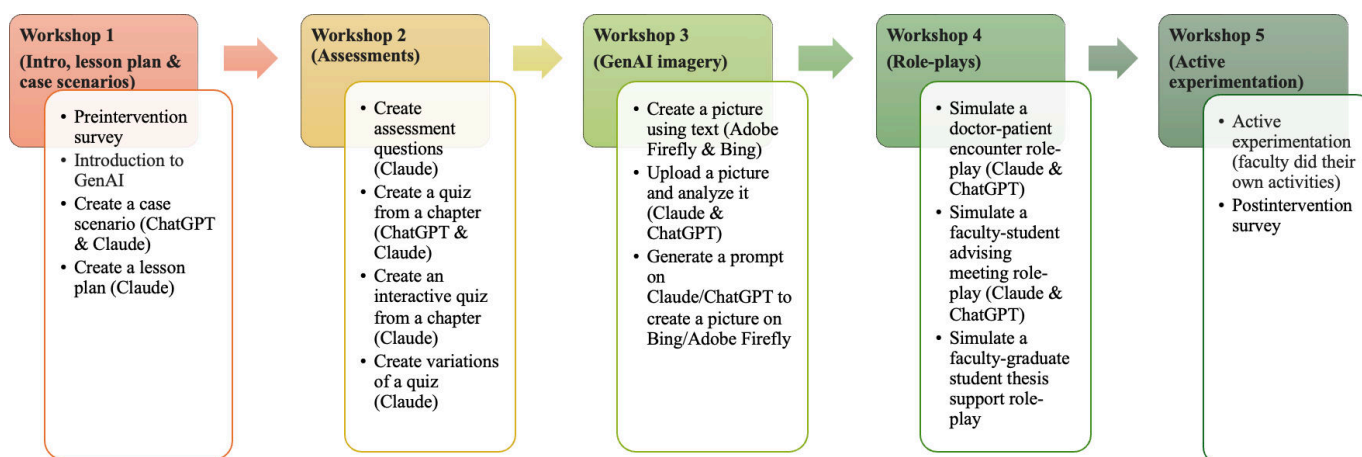 Workshop 1
(Intro, lesson plan &
case scenarios)
• Preintervention
survey
• Introduction to
GenAI
• Create a case
scenario (ChatGPT
& Claude)
• Create a lesson
plan (Claude)
Workshop 2
(Assessments)
• Create
assessment
questions
(Claude)
• Create a quiz
from a chapter
(ChatGPT &
Claude)
• Create an
interactive quiz
from a chapter
(Claude)
• Create variations
of a quiz
(Claude)
Workshop 3
(GenAI imagery)
• Create a picture
using text (Adobe
Firefly & Bing)
• Upload a picture
and analyze it
(Claude &
ChatGPT)
• Generate a prompt
on
Claude/ChatGPT to
create a picture on
Bing/Adobe Firefly
Workshop 4
(Role-plays)
• Simulate a
doctor-patient
encounter role-
play (Claude &
ChatGPT)
• Simulate a
faculty-student
advising
meeting role-
play (Claude &
ChatGPT)
• Simulate a
faculty-graduate
student thesis
support role-
play
Workshop 5
(Active
experimentation)
• Active
experimentation
(faculty did their
own activities)
• Postintervention
survey